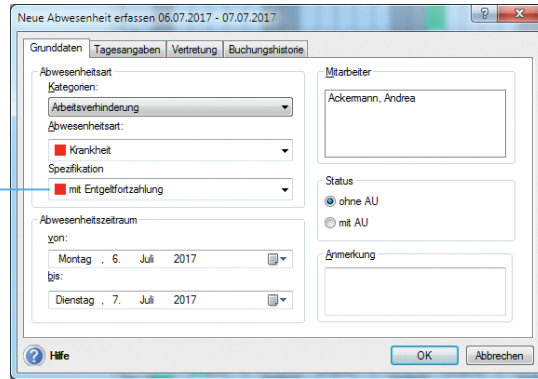 Neue Abwesenheit erfassen 06.07.2017 - 07.07.2017
Grunddaten Tagesangaben Vertretung Buchungshistorie
Abwesenheitsart
Kategorien:
Arbeitsverhinderung
Abwesenheitsart:
Krankheit
Spezifikation
mit Entgeltfortzahlung
Abwesenheitszeitraum
von:
Montag , 6. Juli 2017
bis:
Dienstag , 7. Juli 2017
Mitarbeiter
Ackermann, Andrea
Status
ohne AU
mit AU
Anmerkung
Hilfe
OK Abbrechen